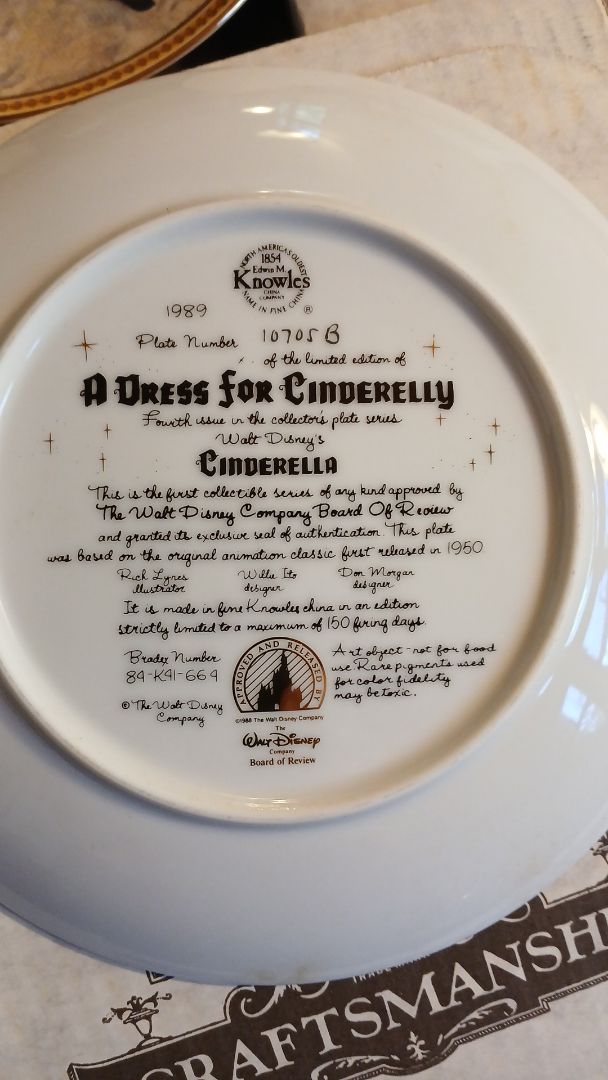 NORTH AMERICA'S OLDEST
1854
Edwin M.
Knowles
CHINA
COMPANY
NAME IN FINE CHINA
®
1989
Plate Number 10705 B
of the limited edition of
A Dress For Cinderelly
Fourth issue in the collector's plate series
Walt Disney's
Cinderella
This is the first collectible series of any kind approved by
The Walt Disney Company Board Of Review
and granted its exclusive seal of authentication. This plate
was based on the original animation classic first released in 1950
Rich Lynes Willie Ito Don Morgan
illustrator designer designer
It is made in fine Knowles china in an edition
strictly limited to a maximum of 150 firing days.
Bradex Number
84-K41-66 4
© The Walt Disney
Company
APPROVED AND RELEASED BY
©1988 The Walt Disney Company
The
Walt Disney
Company
Board of Review
Art object - not for food
use. Rare pigments used
for color fidelity
may be toxic.
TRADE
CRAFTSMANSHI